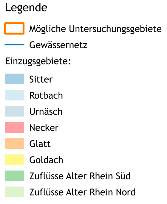 Legende
Mögliche Untersuchungsgebiete
Gewässernetz
Einzugsgebiete:
Sitter
Rotbach
Urnäsch
Necker
Glatt
Goldach
Zuflüsse Alter Rhein Süd
Zuflüsse Alter Rhein Nord